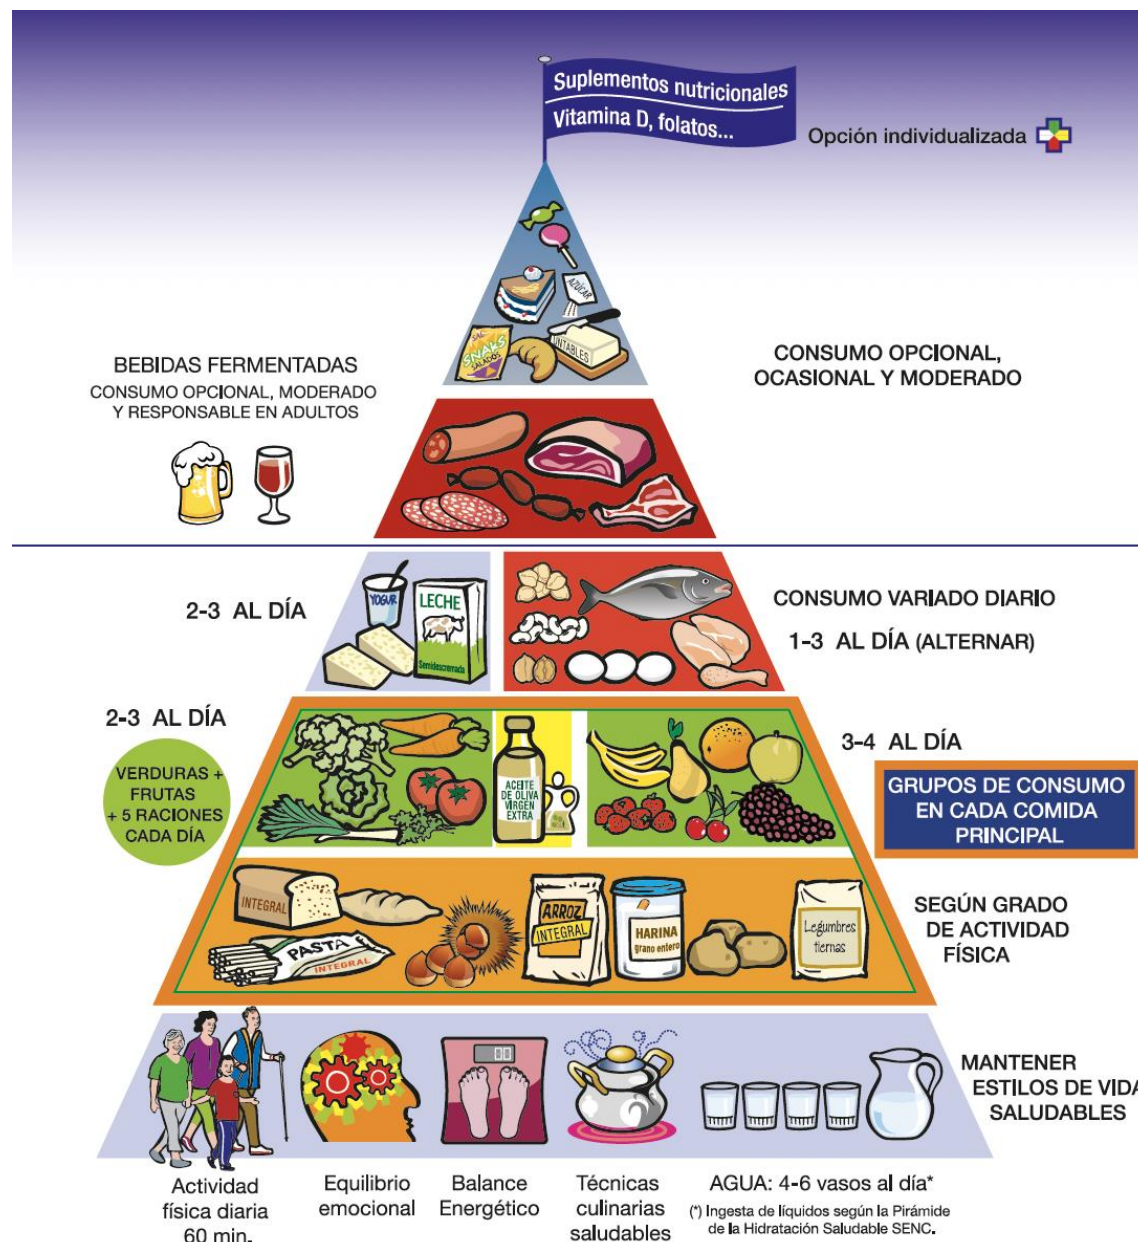 Suplementos nutricionales
Vitamina D, folatos...
Opción individualizada
AZÚCAR
SAL
SNAKS
SALADOS
UNTABLES
BEBIDAS FERMENTADAS
CONSUMO OPCIONAL, MODERADO
Y RESPONSABLE EN ADULTOS
CONSUMO OPCIONAL,
OCASIONAL Y MODERADO
2-3 AL DÍA
YOGUR
LECHE
Semidescremada
CONSUMO VARIADO DIARIO
1-3 AL DÍA (ALTERNAR)
2-3 AL DÍA
VERDURAS +
FRUTAS
+ 5 RACIONES
CADA DÍA
ACEITE
DE OLIVA
VIRGEN
EXTRA
3-4 AL DÍA
GRUPOS DE CONSUMO
EN CADA COMIDA
PRINCIPAL
INTEGRAL
PASTA
INTEGRAL
ARROZ
INTEGRAL
HARINA
grano entero
Legumbres
tiernas
SEGÚN GRADO
DE ACTIVIDAD
FÍSICA
00
MANTENER
ESTILOS DE VIDA
SALUDABLES
Actividad
física diaria
60 min.
Equilibrio
emocional
Balance
Energético
Técnicas
culinarias
saludables
AGUA: 4-6 vasos al día*
(*) Ingesta de líquidos según la Pirámide
de la Hidratación Saludable SENC.